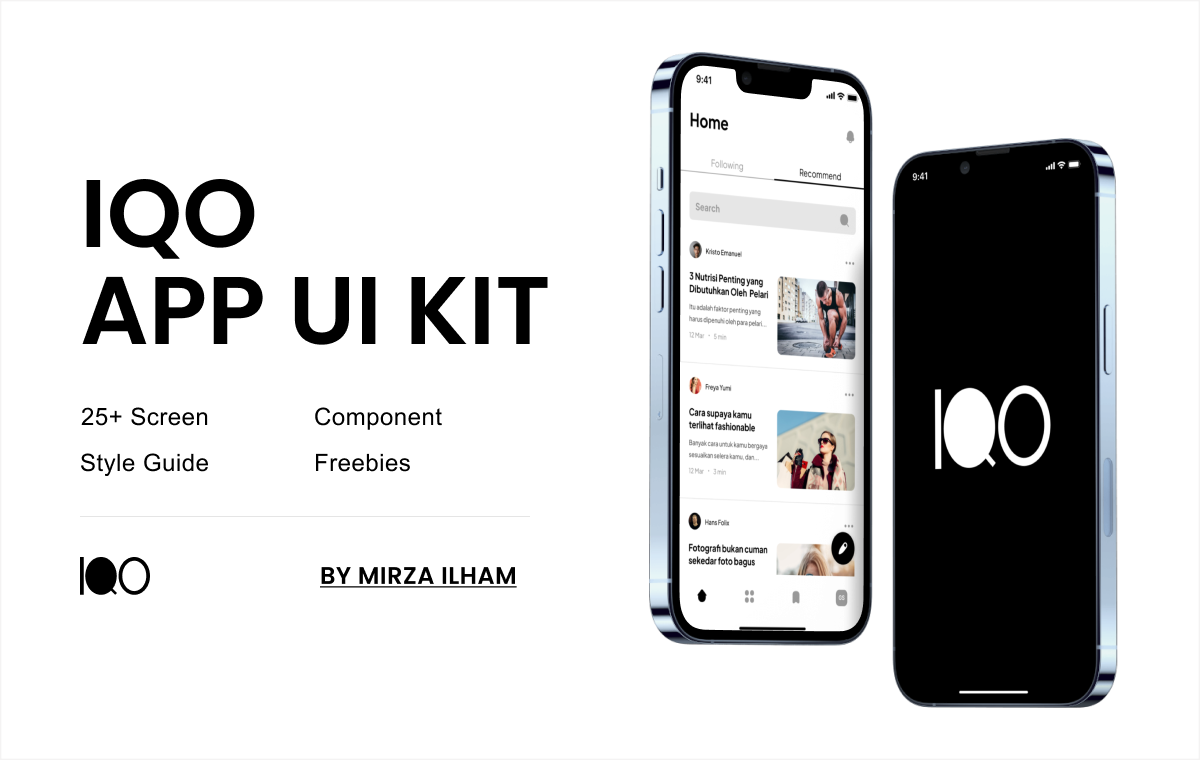 IQO
APP UI KIT
25+ Screen
Component
Style Guide
Freebies
IQO
BY MIRZA ILHAM
9:41
Home
Following
Recommend
Search
Kristo Emanuel
3 Nutrisi Penting yang
Dibutuhkan Oleh Pelari
Itu adalah faktor penting yang
harus dipenuhi oleh para pelari...
12 Mar
5 min
Freya Yumi
Cara supaya kamu
terlihat fashionable
Banyak cara untuk kamu bergaya
sesuaikan selera kamu, dan...
12 Mar
3 min
Hans Folix
Fotografi bukan cuman
sekedar foto bagus
9:41
IQO